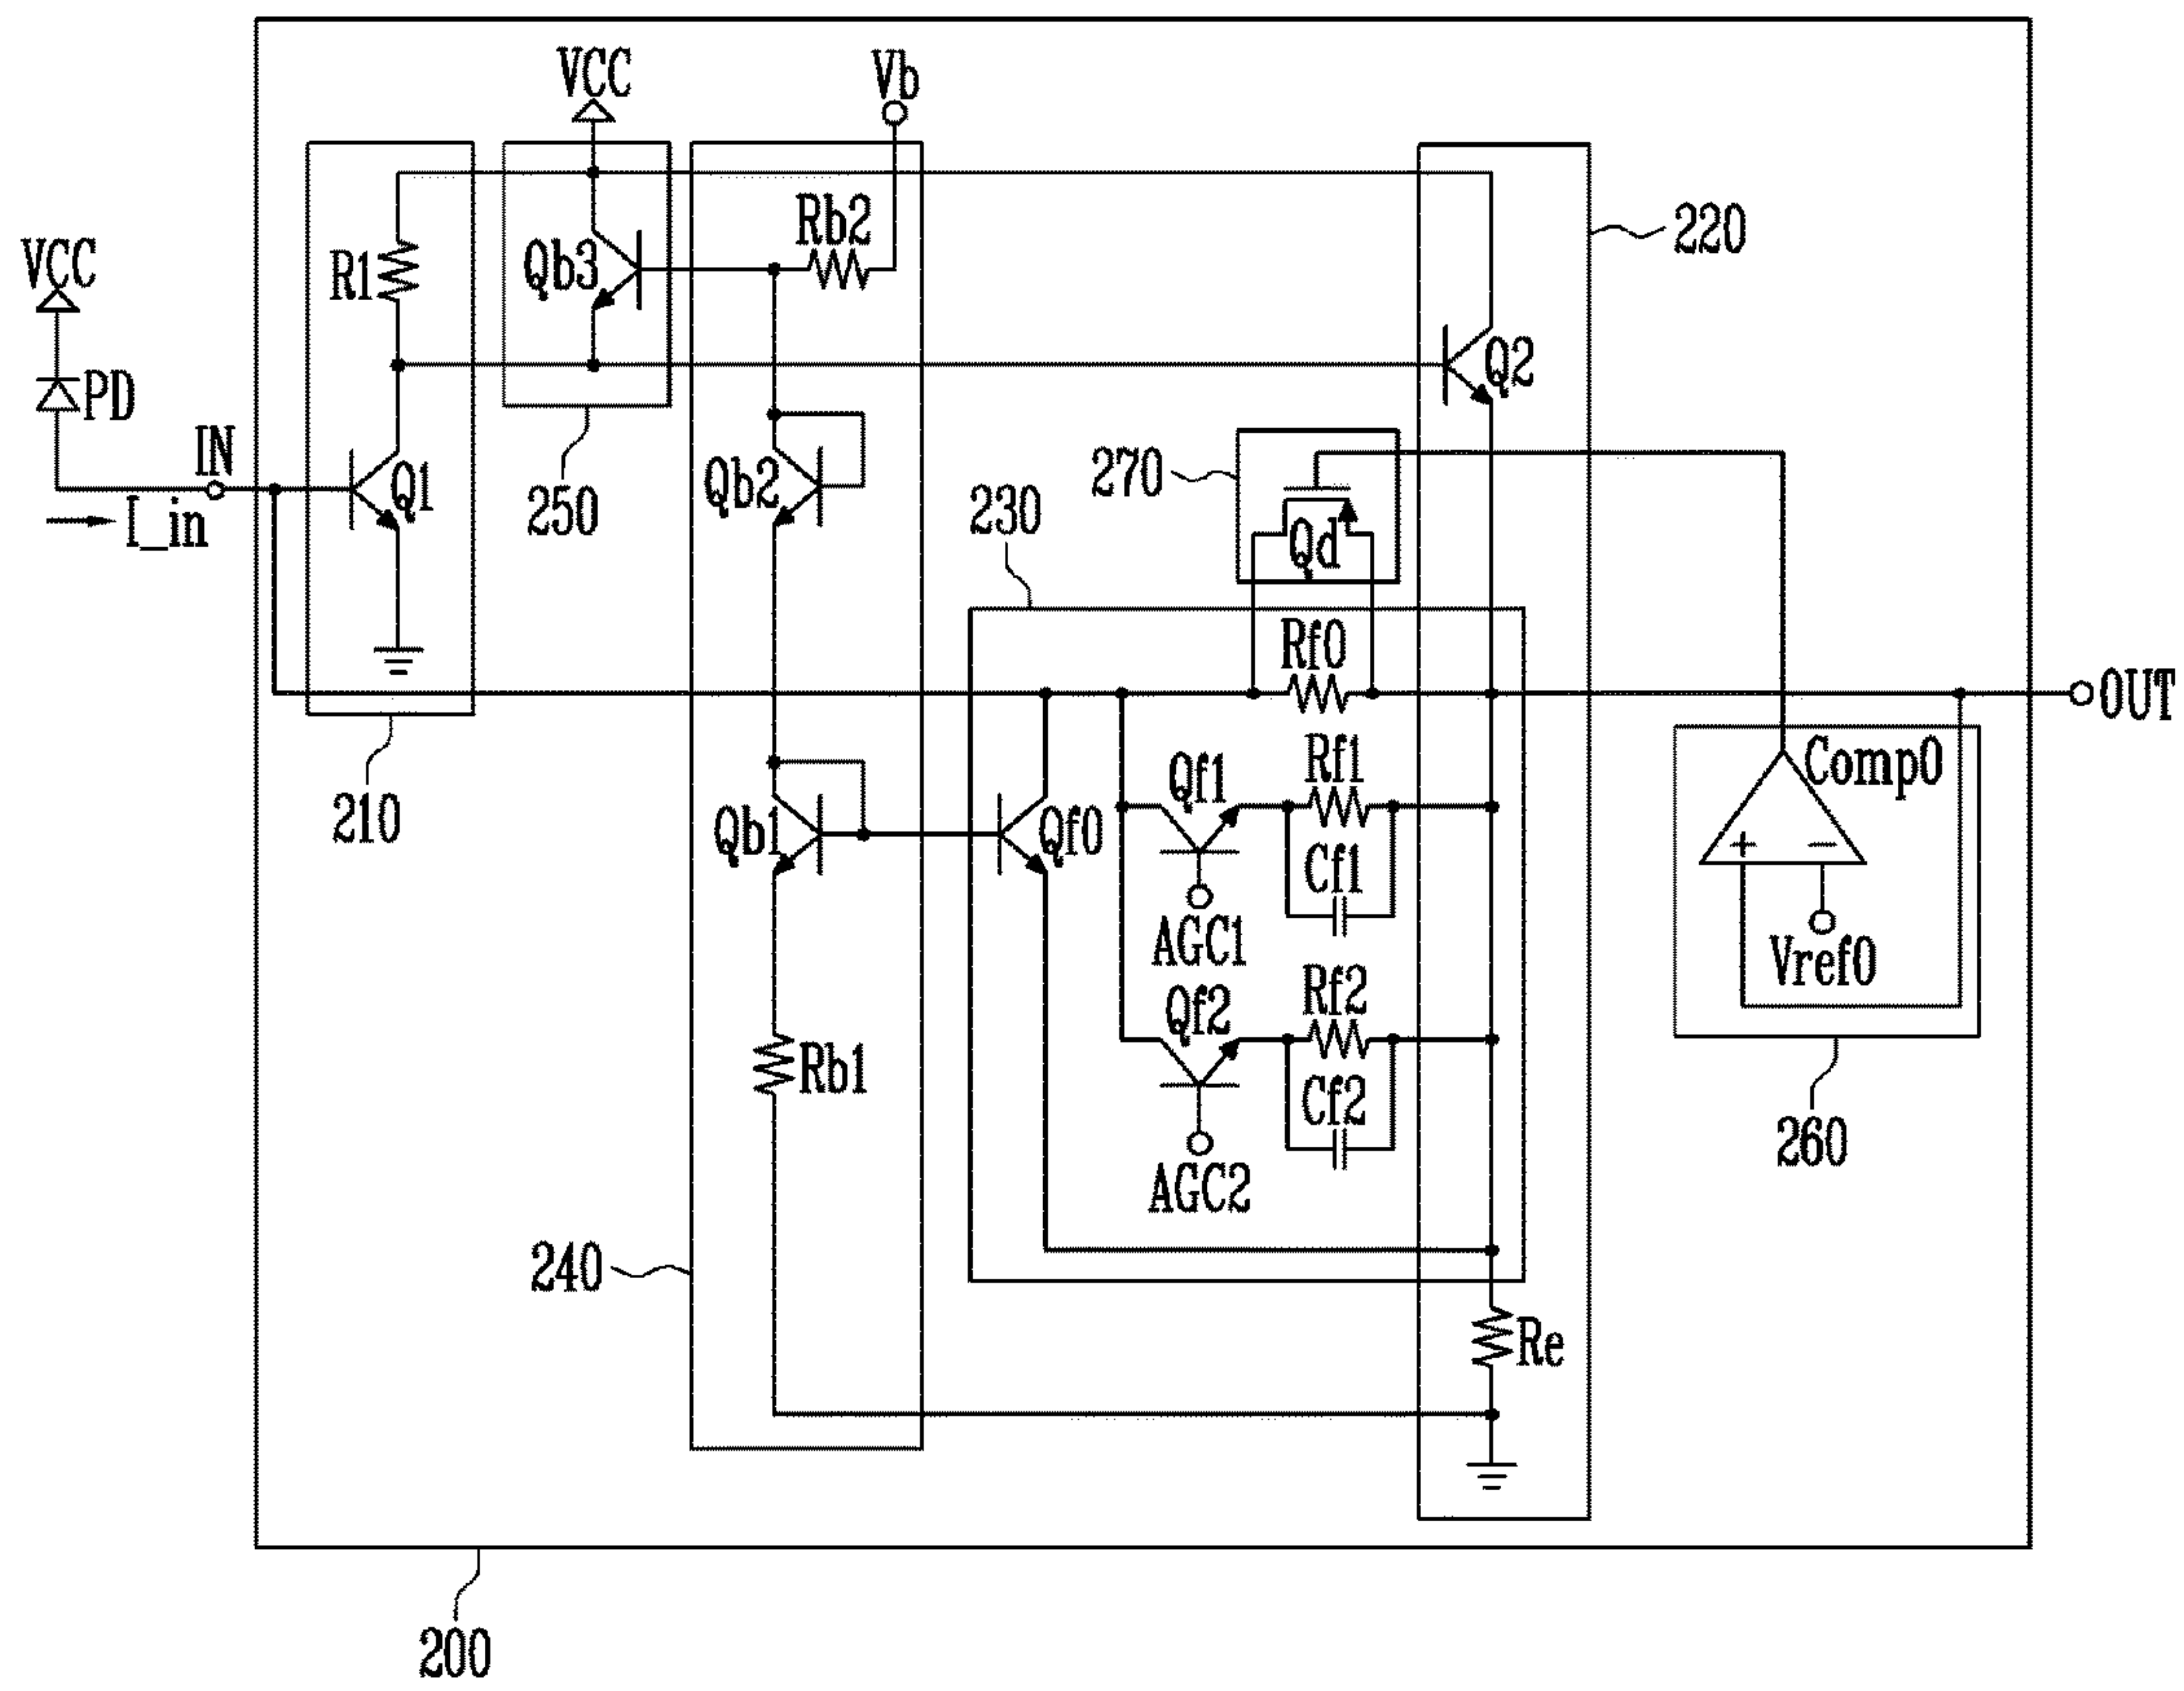 VCC
Vb
Rb2
220
VCC
R1
Qb3
Q2
PD
IN
270
Qb2
Q1
250
230
Qd
I_in
Rf0
OUT
Qf1
Rf1
Comp0
210
Qb1
Qf0
+
−
Cf1
AGC1
Vref0
Qf2
Rf2
Rb1
Cf2
260
AGC2
240
Re
200